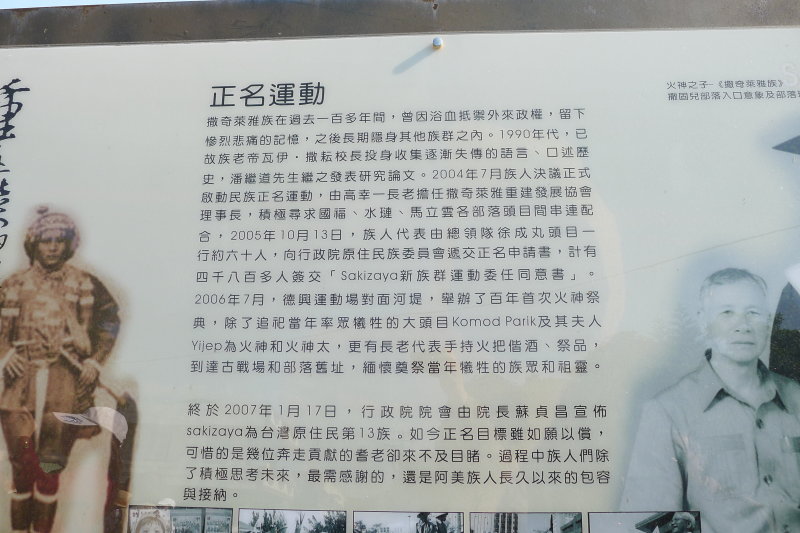 正名運動
撒奇萊雅族在過去一百多年間，曾因浴血抵禦外來政權，留下
慘烈悲痛的記憶，之後長期隱身其他族群之內。1990年代，已
故族老帝瓦伊．撒耘校長投身收集逐漸失傳的語言、口述歷
史，潘繼道先生繼之發表研究論文。2004年7月族人決議正式
啟動民族正名運動，由高幸一長老擔任撒奇萊雅重建發展協會
理事長，積極尋求國福、水璉、馬立雲各部落頭目間串連配
合，2005年10月13日，族人代表由總領隊徐成丸頭目一
行約六十人，向行政院原住民族委員會遞交正名申請書，計有
四千八百多人簽交「Sakizaya新族群運動委任同意書」。
2006年7月，德興運動場對面河堤，舉辦了百年首次火神祭
典，除了追祀當年率眾犧牲的大頭目Komod Parik及其夫人
Yijep為火神和火神太，更有長老代表手持火把偕酒、祭品，
到達古戰場和部落舊址，緬懷奠祭當年犧牲的族眾和祖靈。
終於2007年1月17日，行政院院會由院長蘇貞昌宣佈
sakizaya為台灣原住民第13族。如今正名目標雖如願以償，
可惜的是幾位奔走貢獻的耆老卻來不及目睹。過程中族人們除
了積極思考未來，最需感謝的，還是阿美族人長久以來的包容
與接納。
火神之子-《撒奇萊雅族》
撒固兒部落入口意象及部落